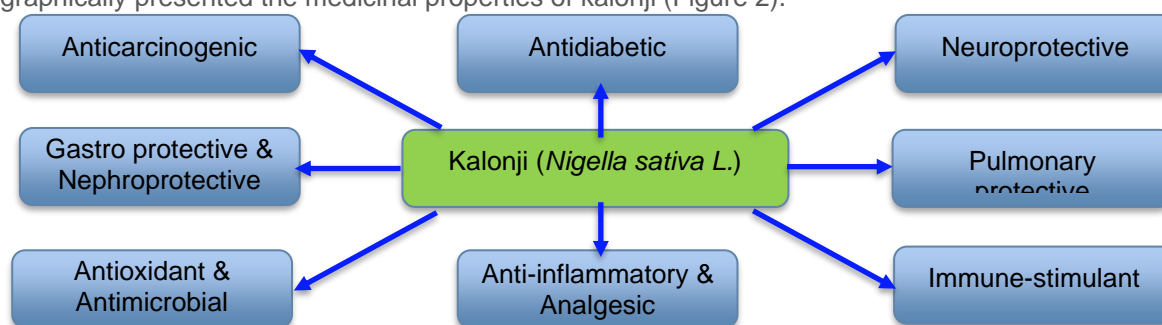 graphically presented the medicinal properties of kalonji (Figure 2).
Anticarcinogenic
Antidiabetic
Neuroprotective
Gastro protective &
Nephroprotective
Kalonji (Nigella sativa L.)
Pulmonary
protective
Antioxidant &
Antimicrobial
Anti-inflammatory &
Analgesic
Immune-stimulant